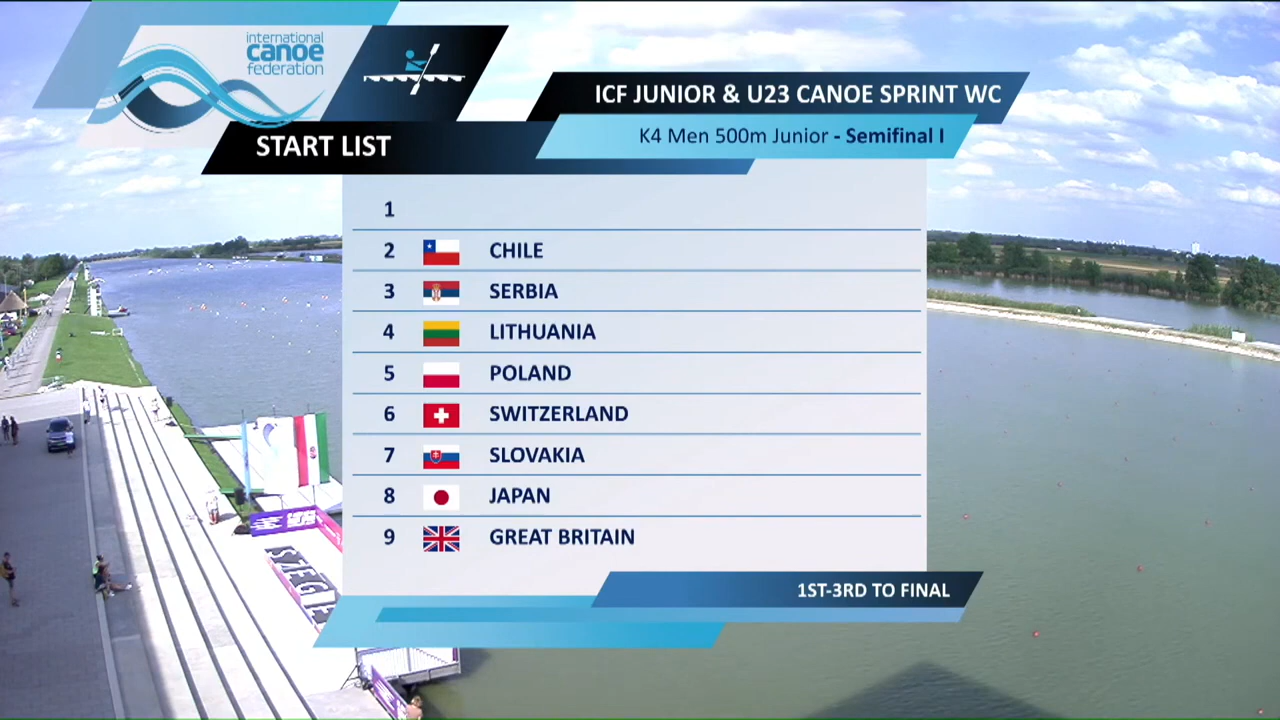 international
canoe
federation
ICF JUNIOR & U23 CANOE SPRINT WC
START LIST
K4 Men 500m Junior - Semifinal I
1
2 CHILE
3 SERBIA
4 LITHUANIA
5 POLAND
6 SWITZERLAND
7 SLOVAKIA
8 JAPAN
9 GREAT BRITAIN
1ST-3RD TO FINAL